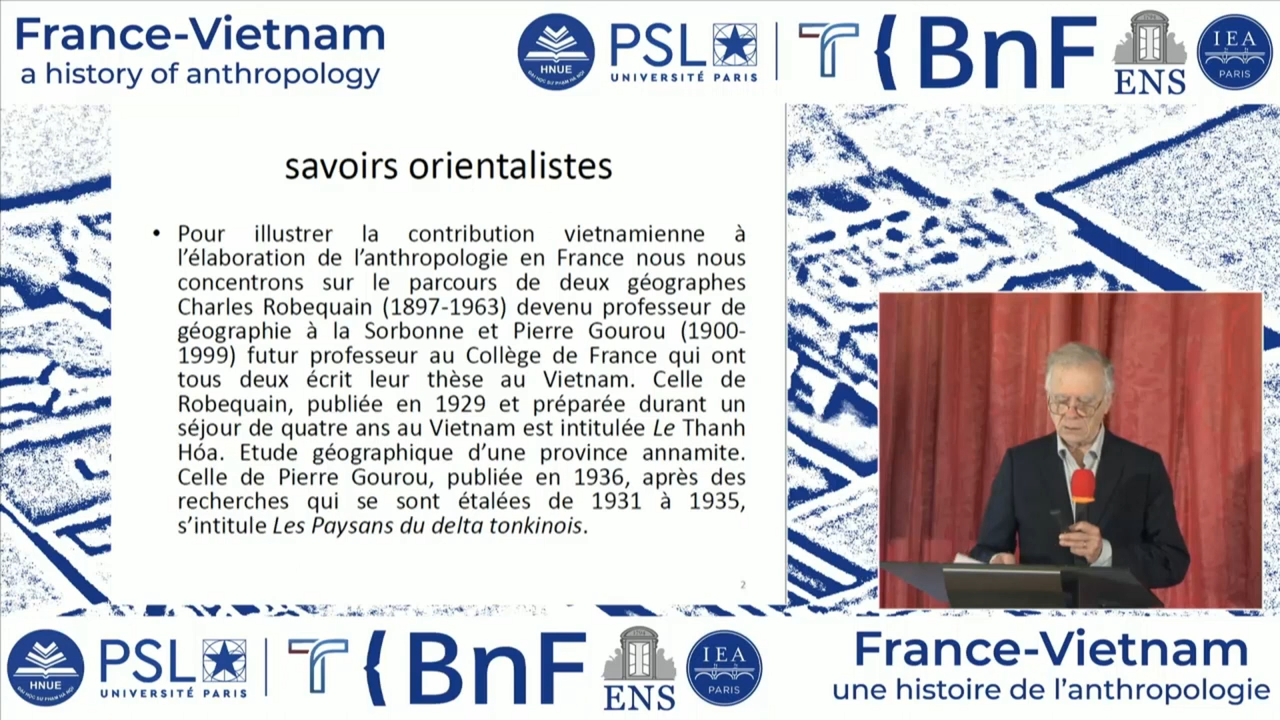 France-Vietnam
a history of anthropology
HNUE
PSL
UNIVERSITÉ PARIS
BnF
ENS
IEA
PARIS
savoirs orientalistes
• Pour illustrer la contribution vietnamienne à
l’élaboration de l’anthropologie en France nous nous
concentrons sur le parcours de deux géographes
Charles Robequain (1897-1963) devenu professeur de
géographie à la Sorbonne et Pierre Gourou (1900-
1999) futur professeur au Collège de France qui ont
tous deux écrit leur thèse au Vietnam. Celle de
Robequain, publiée en 1929 et préparée durant un
séjour de quatre ans au Vietnam est intitulée Le Thanh
Hóa. Etude géographique d’une province annamite.
Celle de Pierre Gourou, publiée en 1936, après des
recherches qui se sont étalées de 1931 à 1935,
s’intitule Les Paysans du delta tonkinois.
2
HNUE
PSL
UNIVERSITÉ PARIS
BnF
ENS
IEA
PARIS
France-Vietnam
une histoire de l’anthropologie